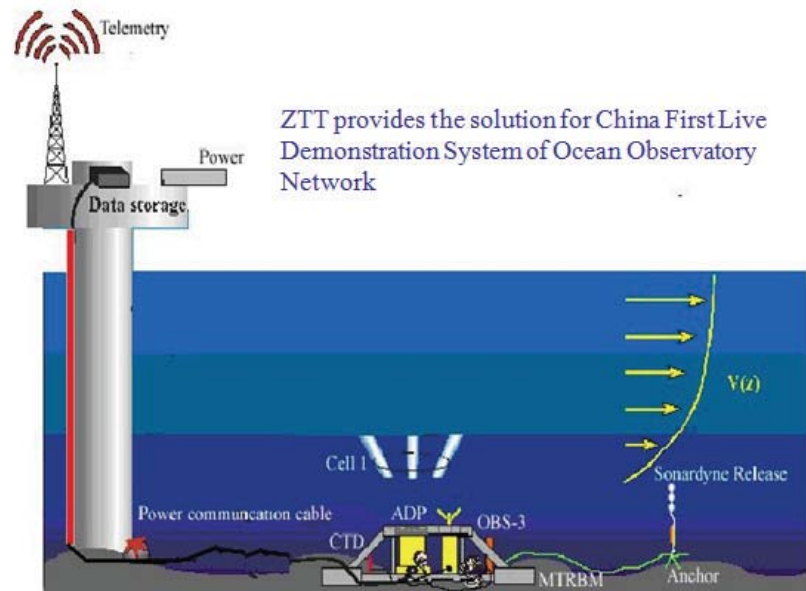 Telemetry
ZTT provides the solution for China First Live
Demonstration System of Ocean Observatory
Network
Power
Data storage
V(z)
Cell 1
Sonardyne Release
Power communcation cable
ADP
OBS-3
CTD
MTRBM
Anchor